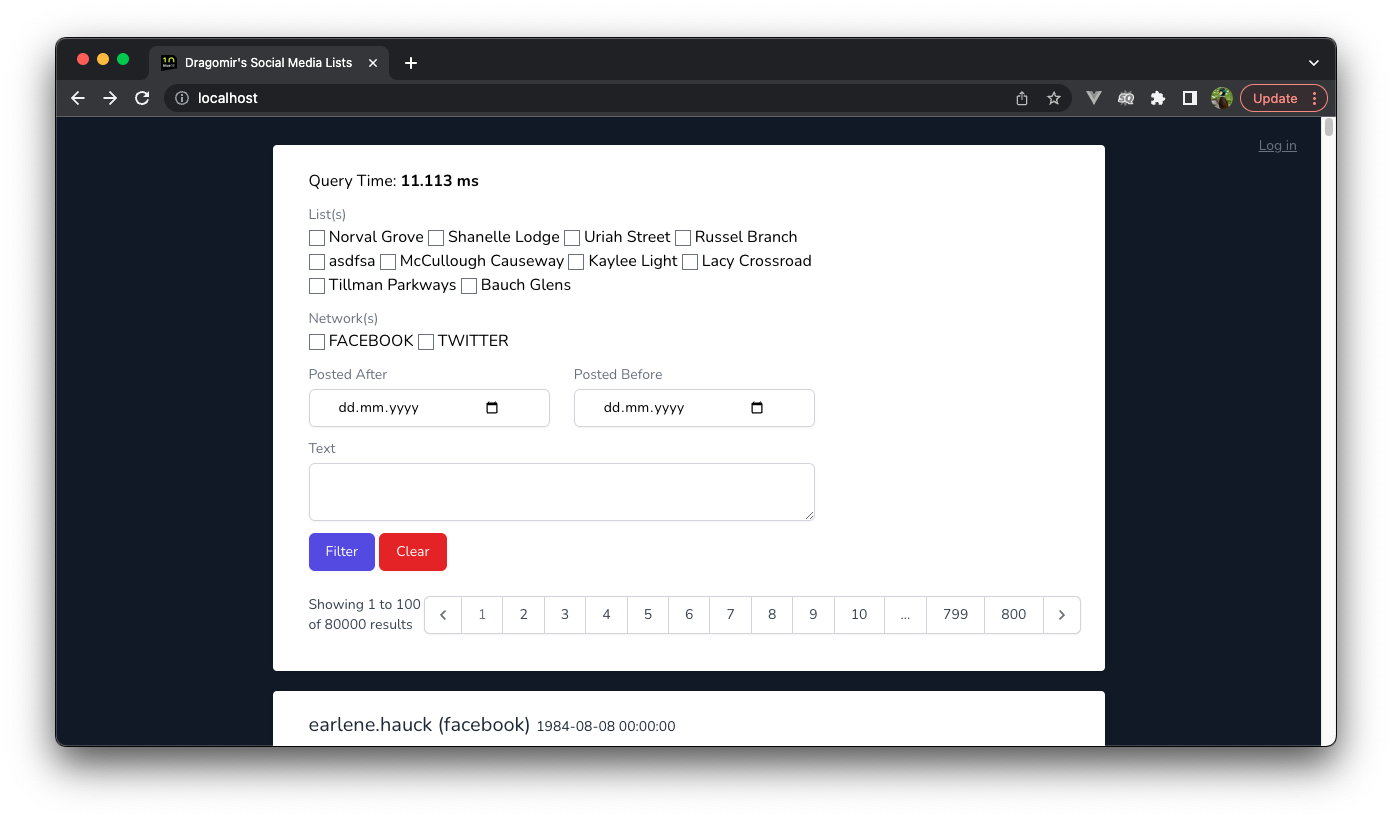 Dragomir's Social Media Lists
localhost
Update
Log in
Query Time: 11.113 ms
List(s)
Norval Grove Shanelle Lodge Uriah Street Russel Branch
asdfsa McCullough Causeway Kaylee Light Lacy Crossroad
Tillman Parkways Bauch Glens
Network(s)
FACEBOOK TWITTER
Posted After Posted Before
dd.mm.yyyy dd.mm.yyyy
Text
Filter Clear
Showing 1 to 100
of 80000 results
1 2 3 4 5 6 7 8 9 10 ... 799 800
earlene.hauck (facebook) 1984-08-08 00:00:00